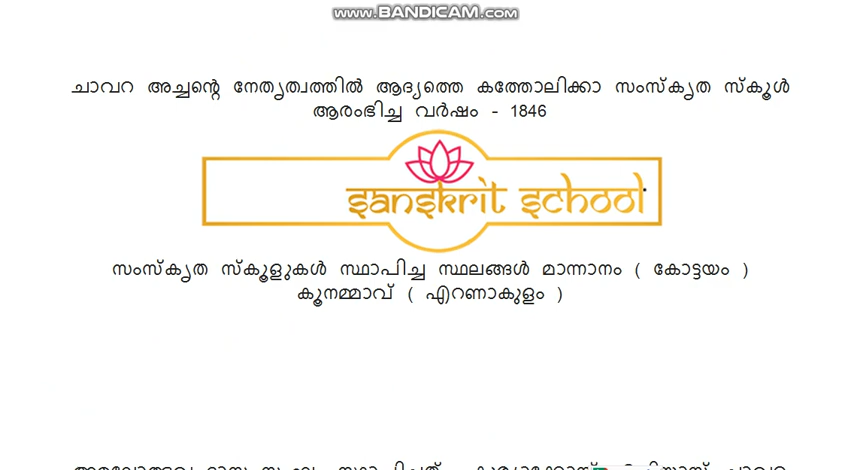 www.BANDICAM.com
ചാവറ അച്ചന്റെ നേതൃത്വത്തിൽ ആദ്യത്തെ കത്തോലിക്കാ സംസ്കൃത സ്കൂൾ
ആരംഭിച്ച വർഷം - 1846
sanskrit school
സംസ്കൃത സ്കൂളുകൾ സ്ഥാപിച്ച സ്ഥലങ്ങൾ മാന്നാനം ( കോട്ടയം )
കൂനമ്മാവ് ( എറണാകുളം )